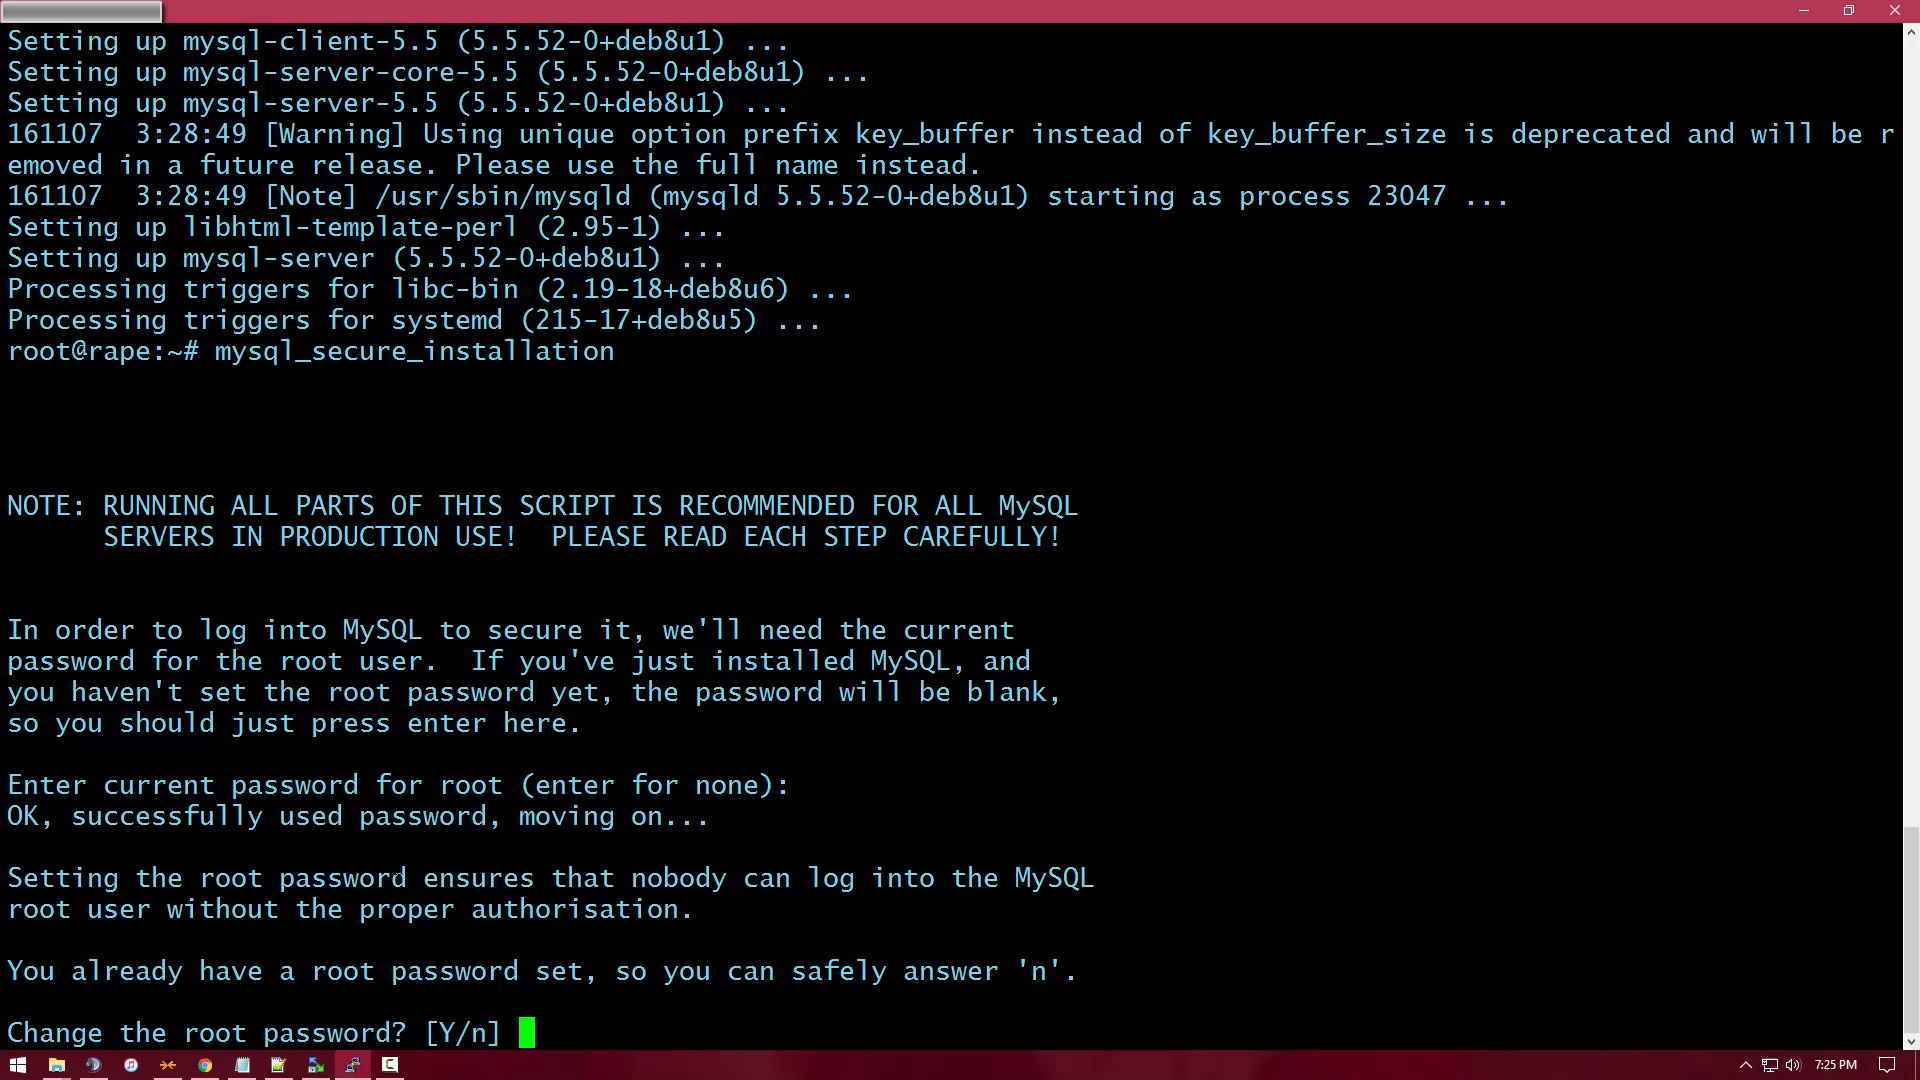 Setting up mysql-client-5.5 (5.5.52-0+deb8u1) ...
Setting up mysql-server-core-5.5 (5.5.52-0+deb8u1) ...
Setting up mysql-server-5.5 (5.5.52-0+deb8u1) ...
161107  3:28:49 [Warning] Using unique option prefix key_buffer instead of key_buffer_size is deprecated and will be r
emoved in a future release. Please use the full name instead.
161107  3:28:49 [Note] /usr/sbin/mysqld (mysqld 5.5.52-0+deb8u1) starting as process 23047 ...
Setting up libhtml-template-perl (2.95-1) ...
Setting up mysql-server (5.5.52-0+deb8u1) ...
Processing triggers for libc-bin (2.19-18+deb8u6) ...
Processing triggers for systemd (215-17+deb8u5) ...
root@rape:~# mysql_secure_installation
NOTE: RUNNING ALL PARTS OF THIS SCRIPT IS RECOMMENDED FOR ALL MySQL
SERVERS IN PRODUCTION USE!  PLEASE READ EACH STEP CAREFULLY!
In order to log into MySQL to secure it, we'll need the current
password for the root user.  If you've just installed MySQL, and
you haven't set the root password yet, the password will be blank,
so you should just press enter here.
Enter current password for root (enter for none):
OK, successfully used password, moving on...
Setting the root password ensures that nobody can log into the MySQL
root user without the proper authorisation.
You already have a root password set, so you can safely answer 'n'.
Change the root password? [Y/n]
7:25 PM